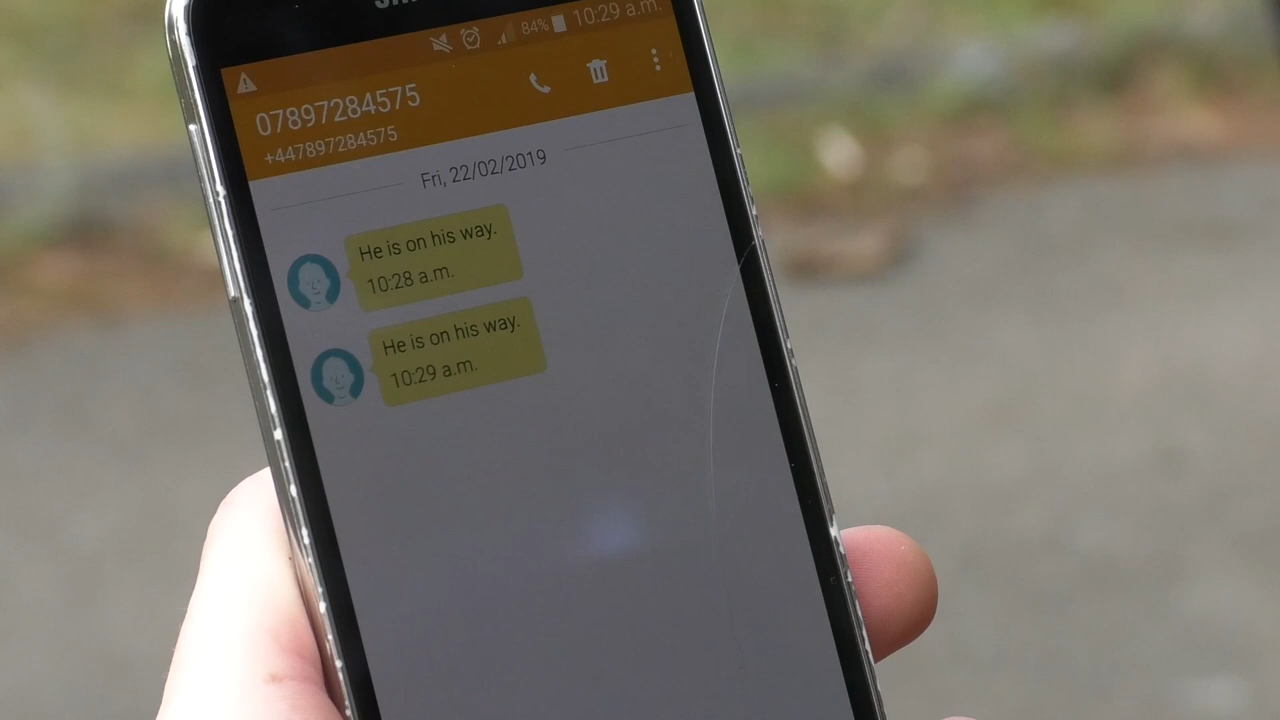 84% 10:29 a.m.
07897284575
+447897284575
Fri, 22/02/2019
He is on his way.
10:28 a.m.
He is on his way.
10:29 a.m.